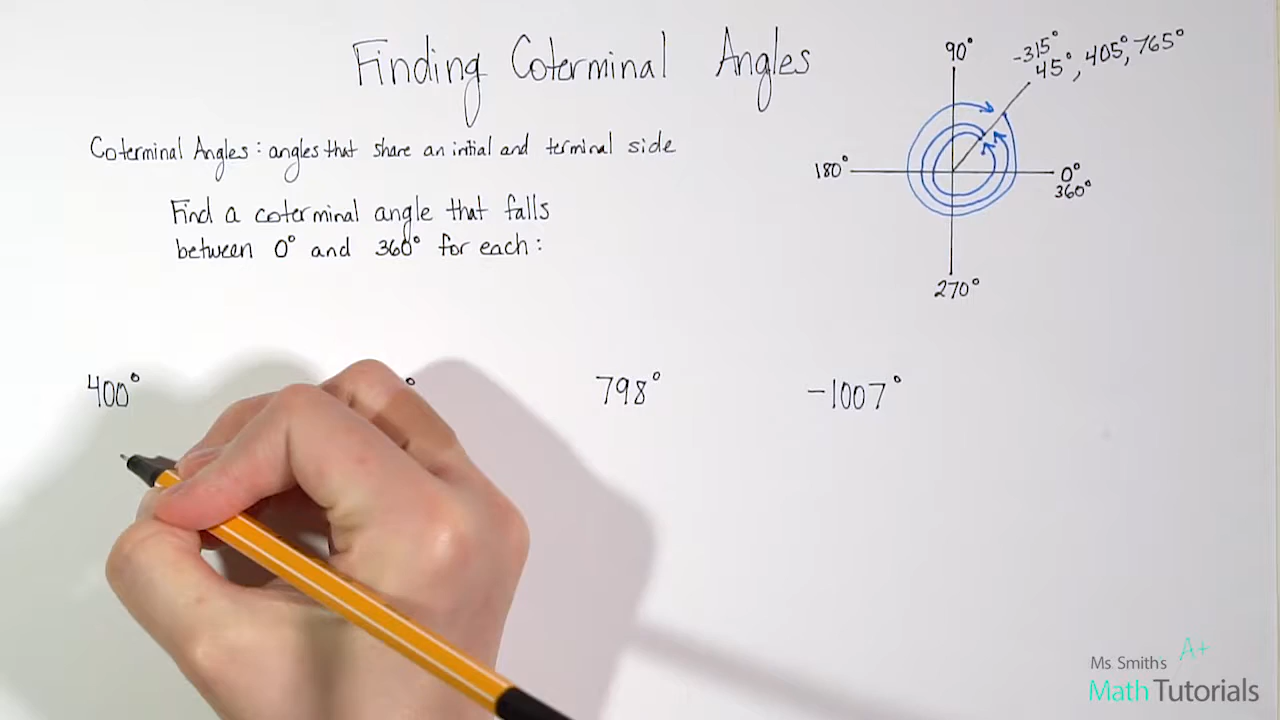 Finding Coterminal Angles
Coterminal Angles: angles that share an initial and terminal side
Find a coterminal angle that falls
between 0° and 360° for each:
90°
-315°
45°, 405°, 765°
180°
0°
360°
270°
400°
798°
-1007°
Ms Smith's A+
Math Tutorials